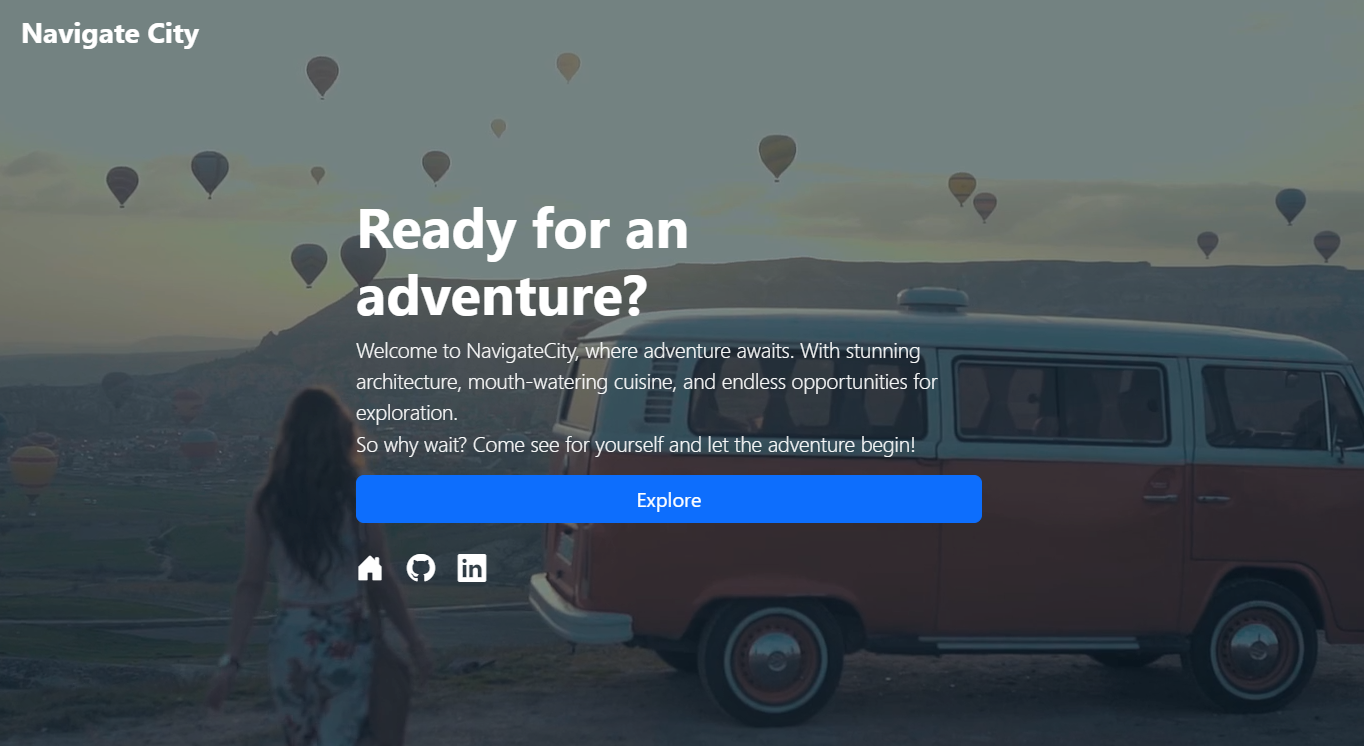 Navigate City
Ready for an
adventure?
Welcome to NavigateCity, where adventure awaits. With stunning
architecture, mouth-watering cuisine, and endless opportunities for
exploration.
So why wait? Come see for yourself and let the adventure begin!
Explore
in